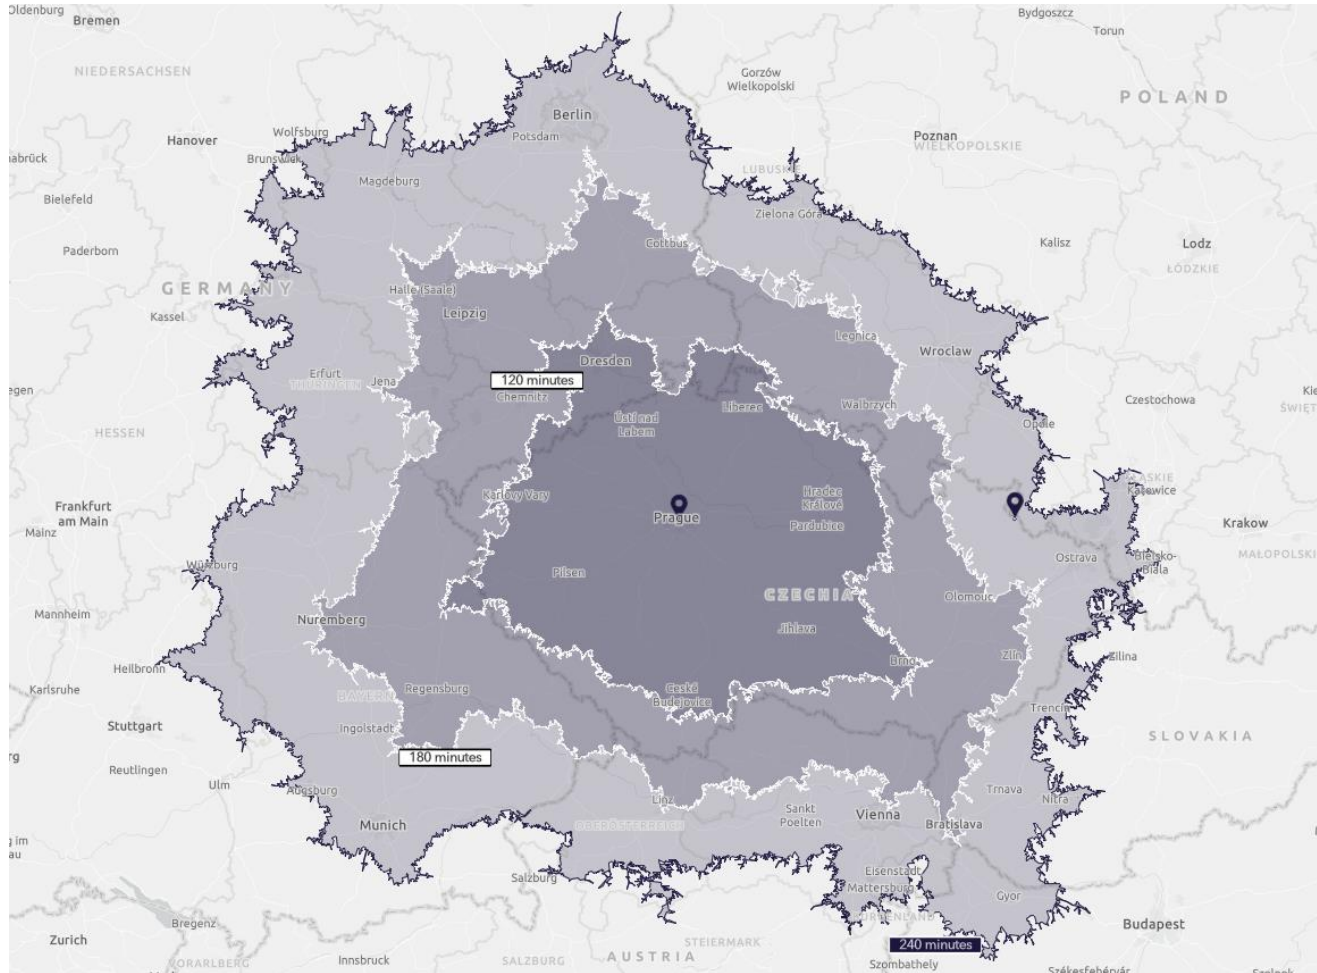 Oldenburg
Bremen
Bydgoszcz
Torun
NIEDERSACHSEN
Gorzów
Wielkopolski
POLAND
Berlin
Potsdam
Wolfsburg
Hanover
Brunswick
Poznan
WIELKOPOLSKIE
Magdeburg
LUBUSKIE
Bielefeld
Zielona Góra
Paderborn
Cottbus
Kalisz
Lodz
ŁÓDZKIE
GERMANY
Halle (Saale)
Kassel
Leipzig
Legnica
Wroclaw
Dresden
Erfurt
THÜRINGEN
Jena
120 minutes
Chemnitz
Liberec
Walbrzych
Czestochowa
Ústí nad
Labem
Opole
HESSEN
Karlovy Vary
Hradec
Králové
Katowice
Frankfurt
am Main
Mainz
Prague
Pardubice
Krakow
MAŁOPOLSKI
Ostrava
Bielsko-
Biala
Würzburg
Pilsen
CZECHIA
Olomouc
Mannheim
Nuremberg
Jihlava
Heilbronn
Brno
Zlín
Zilina
Karlsruhe
BAYERN
Regensburg
České
Budejovice
Trencin
Stuttgart
Ingolstadt
SLOVAKIA
180 minutes
Reutlingen
Ulm
Augsburg
Linz
Trnava
Nitra
Munich
OBERÖSTERREICH
Sankt
Poelten
Vienna
Bratislava
Salzburg
Eisenstadt
Mattersburg
Gyor
BURGENLAND
Bregenz
Budapest
Zurich
STEIERMARK
240 minutes
VORARLBERG
Innsbruck
SALZBURG
AUSTRIA
Szombathely
Székesfehérvár